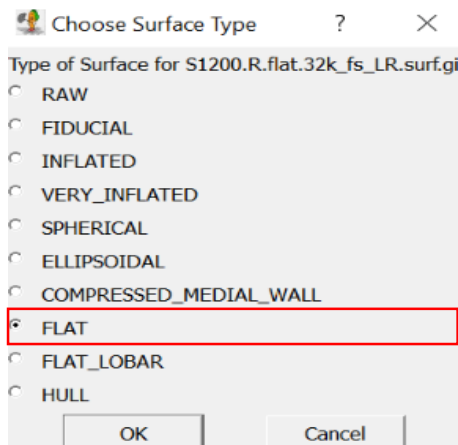 Choose Surface Type ?
Type of Surface for S1200.R.flat.32k_fs_LR.surf.gi
RAW
FIDUCIAL
INFLATED
VERY_INFLATED
SPHERICAL
ELLIPSOIDAL
COMPRESSED_MEDIAL_WALL
FLAT
FLAT_LOBAR
HULL
OK Cancel